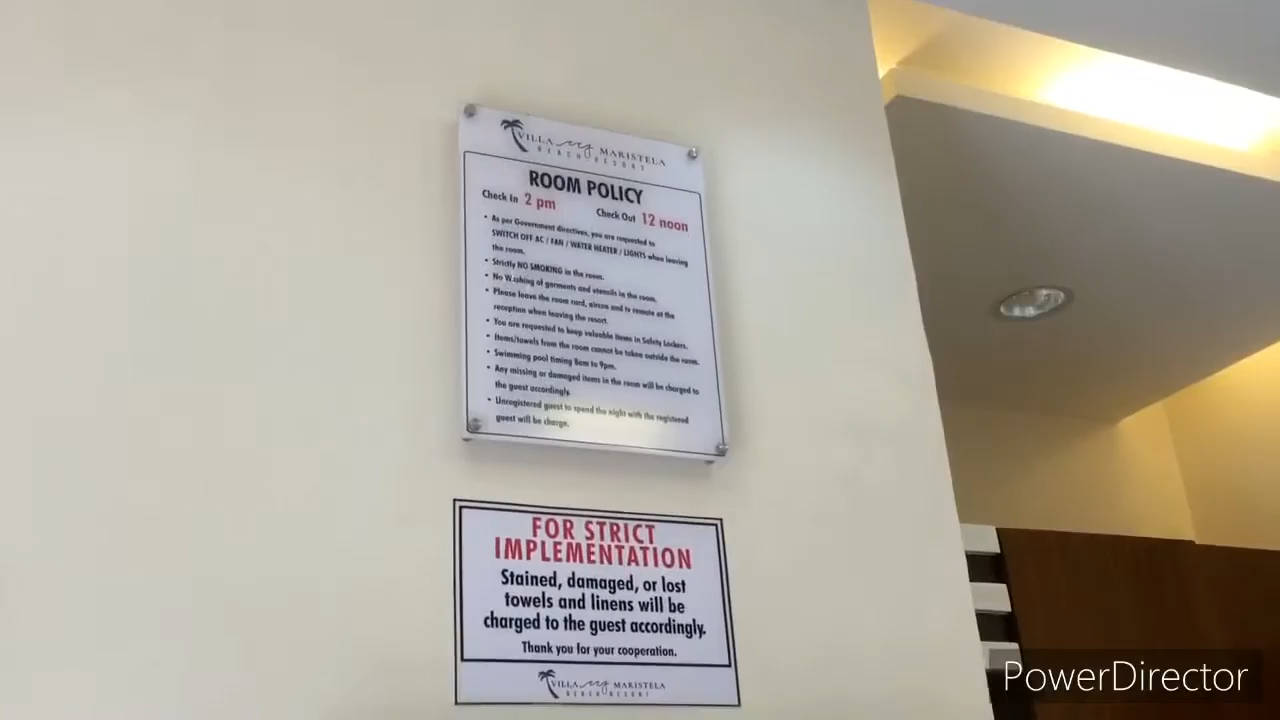 VILLA MARISTELA
BEACH RESORT
ROOM POLICY
Check In 2 pm Check Out 12 noon
• As per Government directives, you are requested to
SWITCH OFF AC / FAN / WATER HEATER / LIGHTS when leaving
the room.
• Strictly NO SMOKING in the room.
• No Washing of garments and utensils in the room.
• Please leave the room card, aircon and tv remote at the
reception when leaving the resort.
• You are requested to keep valuable items in Safety Lockers.
• Items/towels from the room cannot be taken outside the room.
• Swimming pool timing 8am to 9pm.
• Any missing or damaged items in the room will be charged to
the guest accordingly.
• Unregistered guest to spend the night with the registered
guest will be charge.
FOR STRICT
IMPLEMENTATION
Stained, damaged, or lost
towels and linens will be
charged to the guest accordingly.
Thank you for your cooperation.
VILLA MARISTELA
BEACH RESORT
PowerDirector